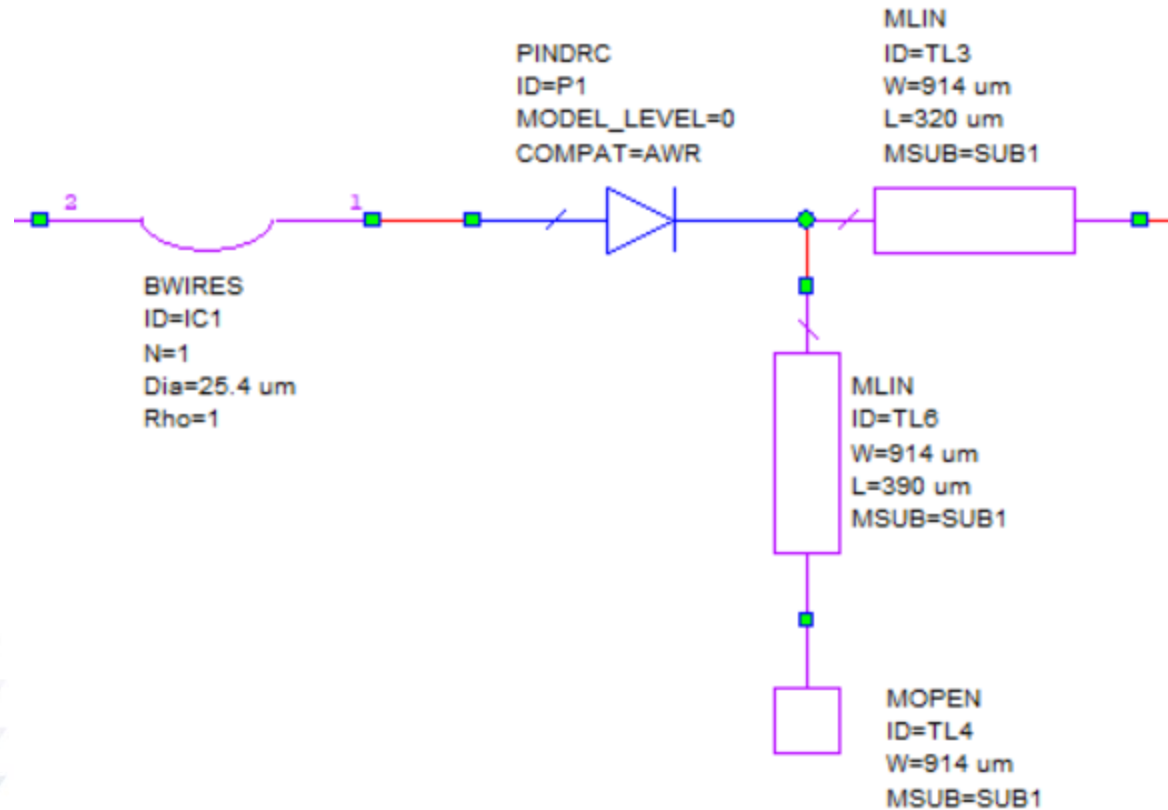 MLIN
ID=TL3
W=914 um
L=320 um
MSUB=SUB1
PINDRC
ID=P1
MODEL_LEVEL=0
COMPAT=AWR
2
1
BWIRES
ID=IC1
N=1
Dia=25.4 um
Rho=1
MLIN
ID=TL6
W=914 um
L=390 um
MSUB=SUB1
MOPEN
ID=TL4
W=914 um
MSUB=SUB1